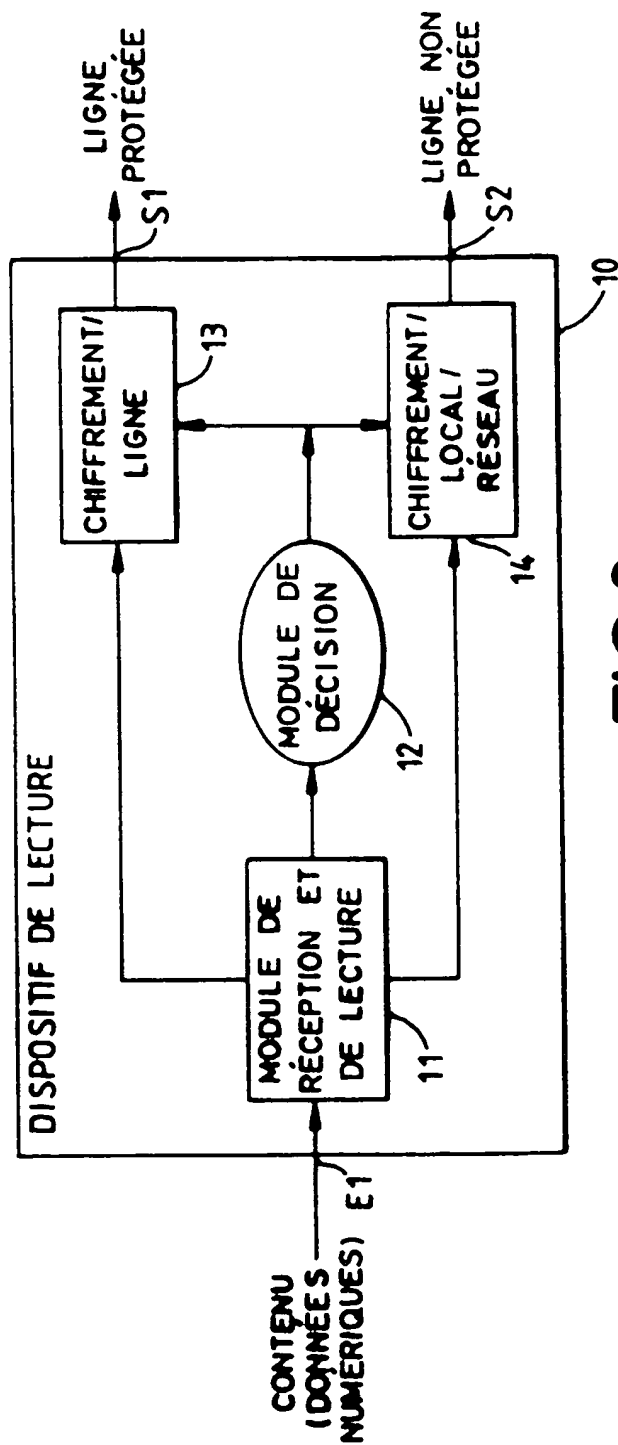 DISPOSITIF DE LECTURE
CONTENU
(DONNÉES
NUMÉRIQUES)
E1
MODULE DE
RÉCEPTION ET
DE LECTURE
11
MODULE DE
DÉCISION
12
CHIFFREMENT/
LIGNE
13
CHIFFREMENT/
LOCAL/
RÉSEAU
14
S1
LIGNE
PROTÉGÉE
S2
LIGNE NON
PROTÉGÉE
10
FIG